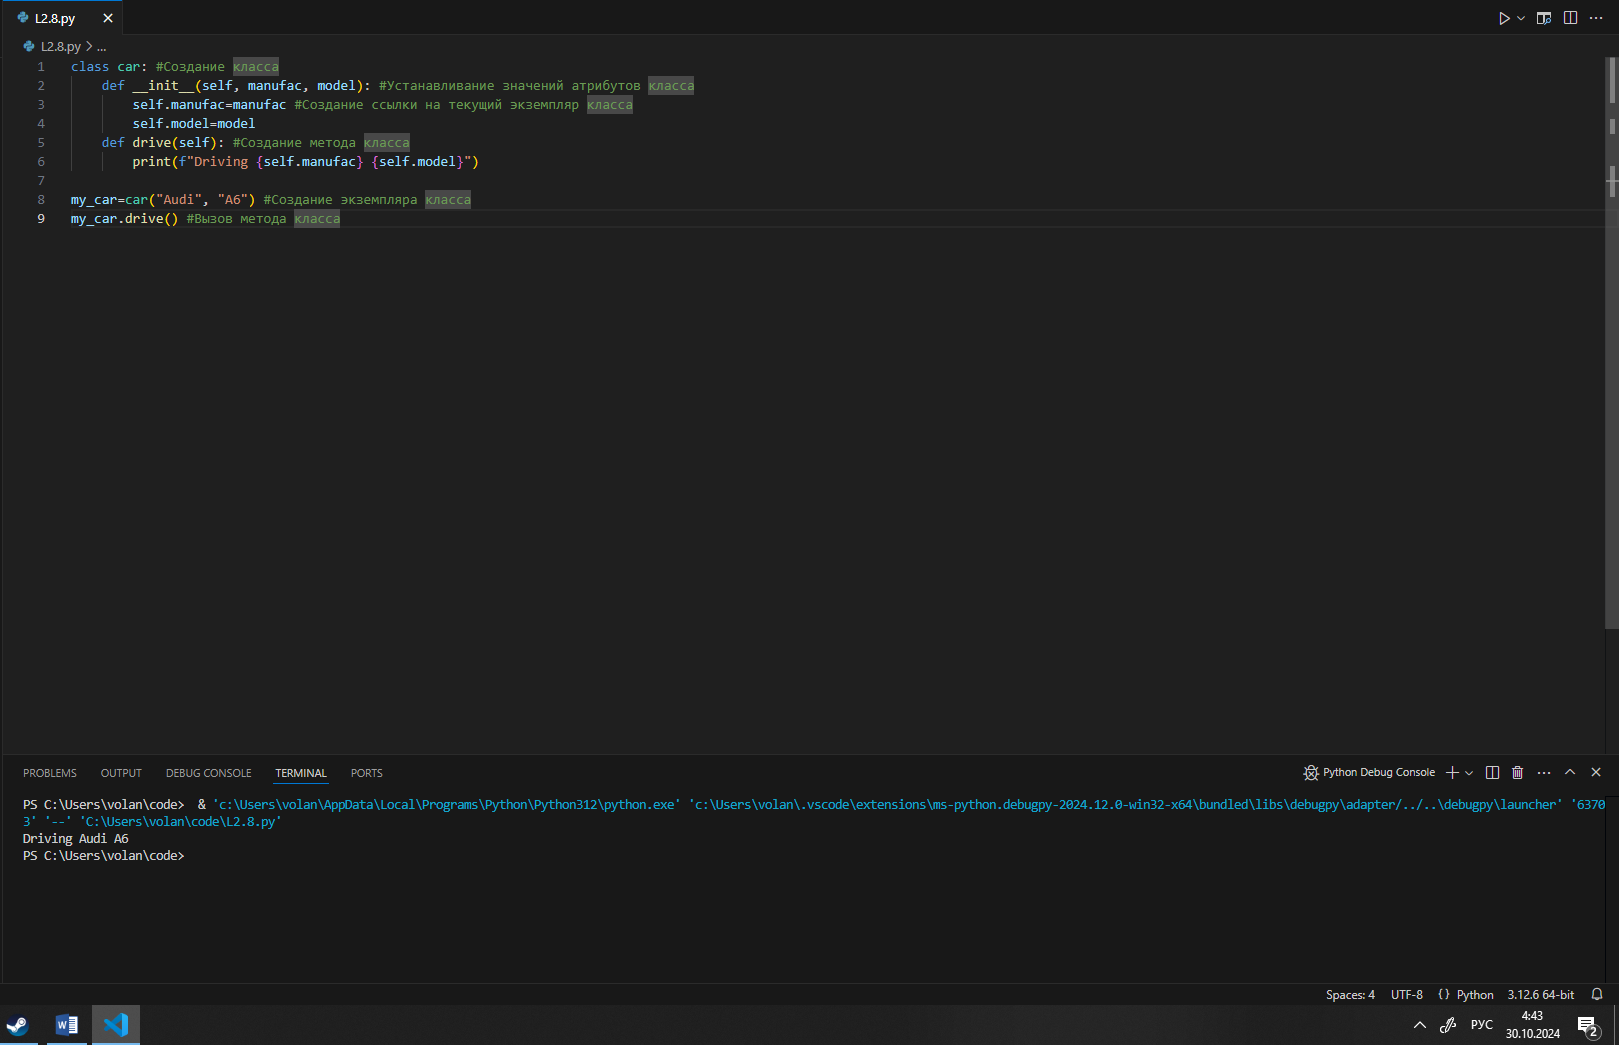 L2.8.py
L2.8.py > ...
1 class car: #Создание класса
2 def __init__(self, manufac, model): #Устанавливание значений атрибутов класса
3 self.manufac=manufac #Создание ссылки на текущий экземпляр класса
4 self.model=model
5 def drive(self): #Создание метода класса
6 print(f"Driving {self.manufac} {self.model}")
7
8 my_car=car("Audi", "A6") #Создание экземпляра класса
9 my_car.drive() #Вызов метода класса
PROBLEMS OUTPUT DEBUG CONSOLE TERMINAL PORTS Python Debug Console
PS C:\Users\volan\code>  & 'c:\Users\volan\AppData\Local\Programs\Python\Python312\python.exe' 'c:\Users\volan\.vscode\extensions\ms-python.debugpy-2024.12.0-win32-x64\bundled\libs\debugpy\adapter/../..\debugpy\launcher' '6370
3' '--' 'C:\Users\volan\code\L2.8.py'
Driving Audi A6
PS C:\Users\volan\code>
Spaces: 4 UTF-8 {} Python 3.12.6 64-bit
РУС 4:43
30.10.2024 2